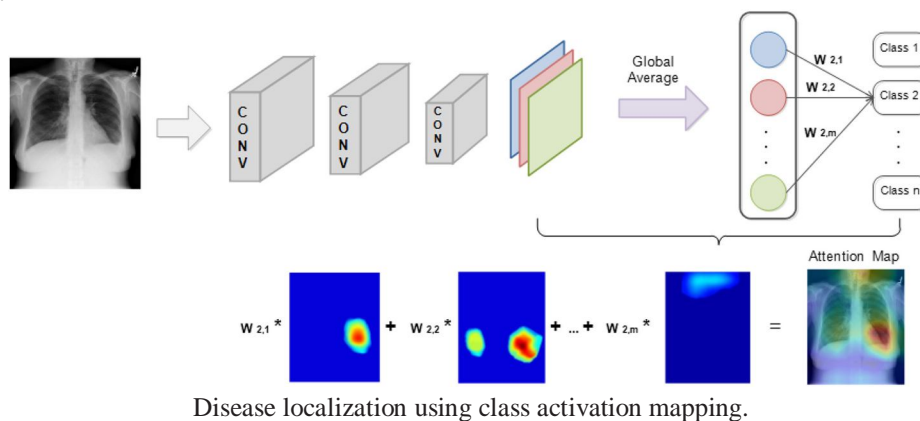 C O N V
C O N V
C O N V
Global
Average
W 2,1
W 2,2
W 2,m
Class 1
Class 2
Class n
Attention Map
W 2,1 * + W 2,2 * + ... + W 2,m * =
Disease localization using class activation mapping.